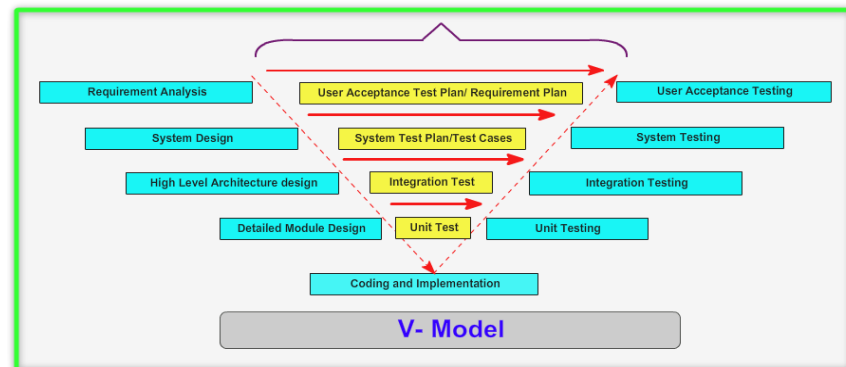 Requirement Analysis
User Acceptance Test Plan/ Requirement Plan
User Acceptance Testing
System Design
System Test Plan/Test Cases
System Testing
High Level Architecture design
Integration Test
Integration Testing
Detailed Module Design
Unit Test
Unit Testing
Coding and Implementation
V- Model